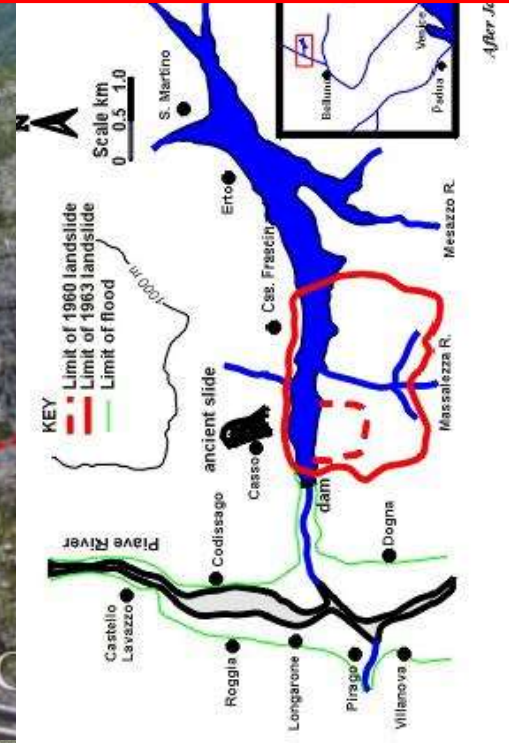 KEY
Limit of 1960 landslide
Limit of 1963 landslide
Limit of flood
1000 m
N
Scale km
0 0.5 1.0
Piave River
Castello
Lavazzo
Codissago
Roggia
Longarone
Pirago
Villanova
Dogna
dam
Casso
ancient slide
Cas. Frascin
Erto
S. Martino
Massalezza R.
Mesazzo R.
Belluno
Venice
Padua
After